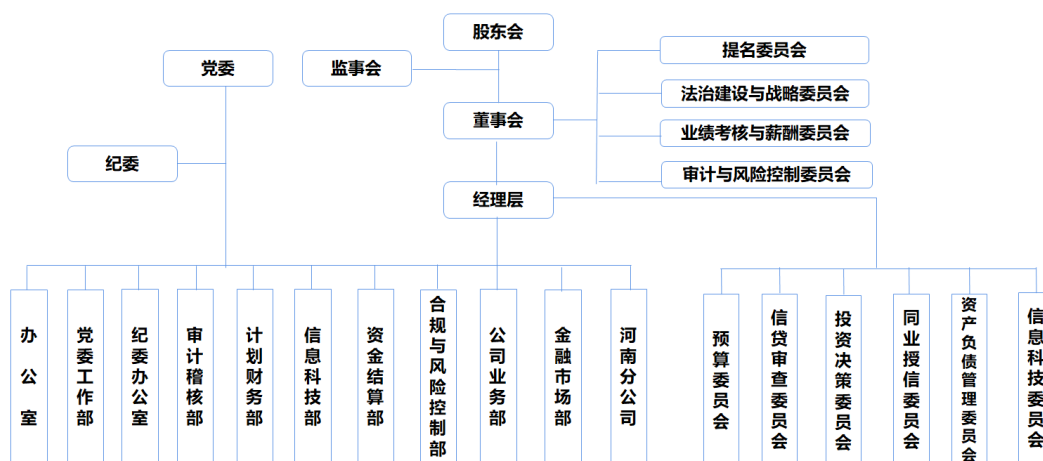 股东会
提名委员会
党委
监事会
法治建设与战略委员会
董事会
业绩考核与薪酬委员会
纪委
审计与风险控制委员会
经理层
办公室
党委工作部
纪委办公室
审计稽核部
计划财务部
信息科技部
资金结算部
合规与风险控制部
公司业务部
金融市场部
河南分公司
预算委员会
信贷审查委员会
投资决策委员会
同业授信委员会
资产负债管理委员会
信息科技委员会